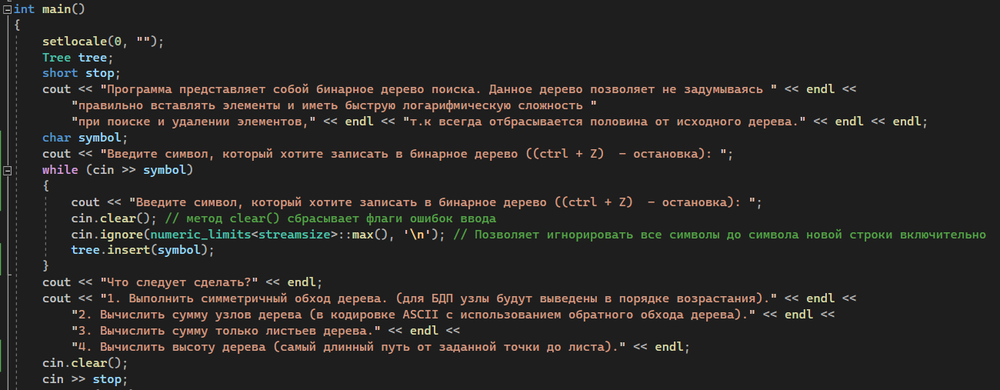 int main()
{
setlocale(0, "");
Tree tree;
short stop;
cout << "Программа представляет собой бинарное дерево поиска. Данное дерево позволяет не задумываясь " << endl <<
"правильно вставлять элементы и иметь быструю логарифмическую сложность "
"при поиске и удалении элементов," << endl << "т.к всегда отбрасывается половина от исходного дерева." << endl << endl;
char symbol;
cout << "Введите символ, который хотите записать в бинарное дерево ((ctrl + Z)  - остановка): ";
while (cin >> symbol)
{
cout << "Введите символ, который хотите записать в бинарное дерево ((ctrl + Z)  - остановка): ";
cin.clear(); // метод clear() сбрасывает флаги ошибок ввода
cin.ignore(numeric_limits<streamsize>::max(), '\n'); // Позволяет игнорировать все символы до символа новой строки включительно
tree.insert(symbol);
}
cout << "Что следует сделать?" << endl;
cout << "1. Выполнить симметричный обход дерева. (для БДП узлы будут выведены в порядке возрастания)." << endl <<
"2. Вычислить сумму узлов дерева (в кодировке ASCII с использованием обратного обхода дерева)." << endl <<
"3. Вычислить сумму только листьев дерева." << endl <<
"4. Вычислить высоту дерева (самый длинный путь от заданной точки до листа)." << endl;
cin.clear();
cin >> stop;